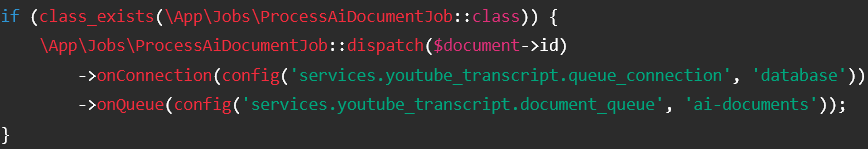 if (class_exists(\App\Jobs\ProcessAiDocumentJob::class)) {
    \App\Jobs\ProcessAiDocumentJob::dispatch($document->id)
        ->onConnection(config('services.youtube_transcript.queue_connection', 'database'))
        ->onQueue(config('services.youtube_transcript.document_queue', 'ai-documents'));
}